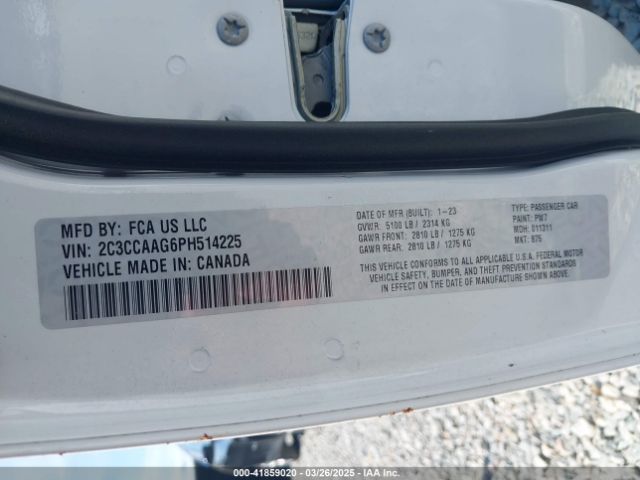 MFD BY: FCA US LLC
VIN: 2C3CCAAG6PH514225
VEHICLE MADE IN: CANADA
DATE OF MFR (BUILT): 1-23
GVWR: 5100 LB / 2314 KG
GAWR FRONT: 2810 LB / 1275 KG
GAWR REAR: 2810 LB / 1275 KG
TYPE: PASSENGER CAR
PAINT: PW7
MDH: 011311
MKT: 875
THIS VEHICLE CONFORMS TO ALL APPLICABLE U.S.A. FEDERAL MOTOR
VEHICLE SAFETY, BUMPER, AND THEFT PREVENTION STANDARDS
IN EFFECT ON THE DATE OF MANUFACTURE SHOWN ABOVE.
000-41859020 - 03/26/2025 - IAA Inc.